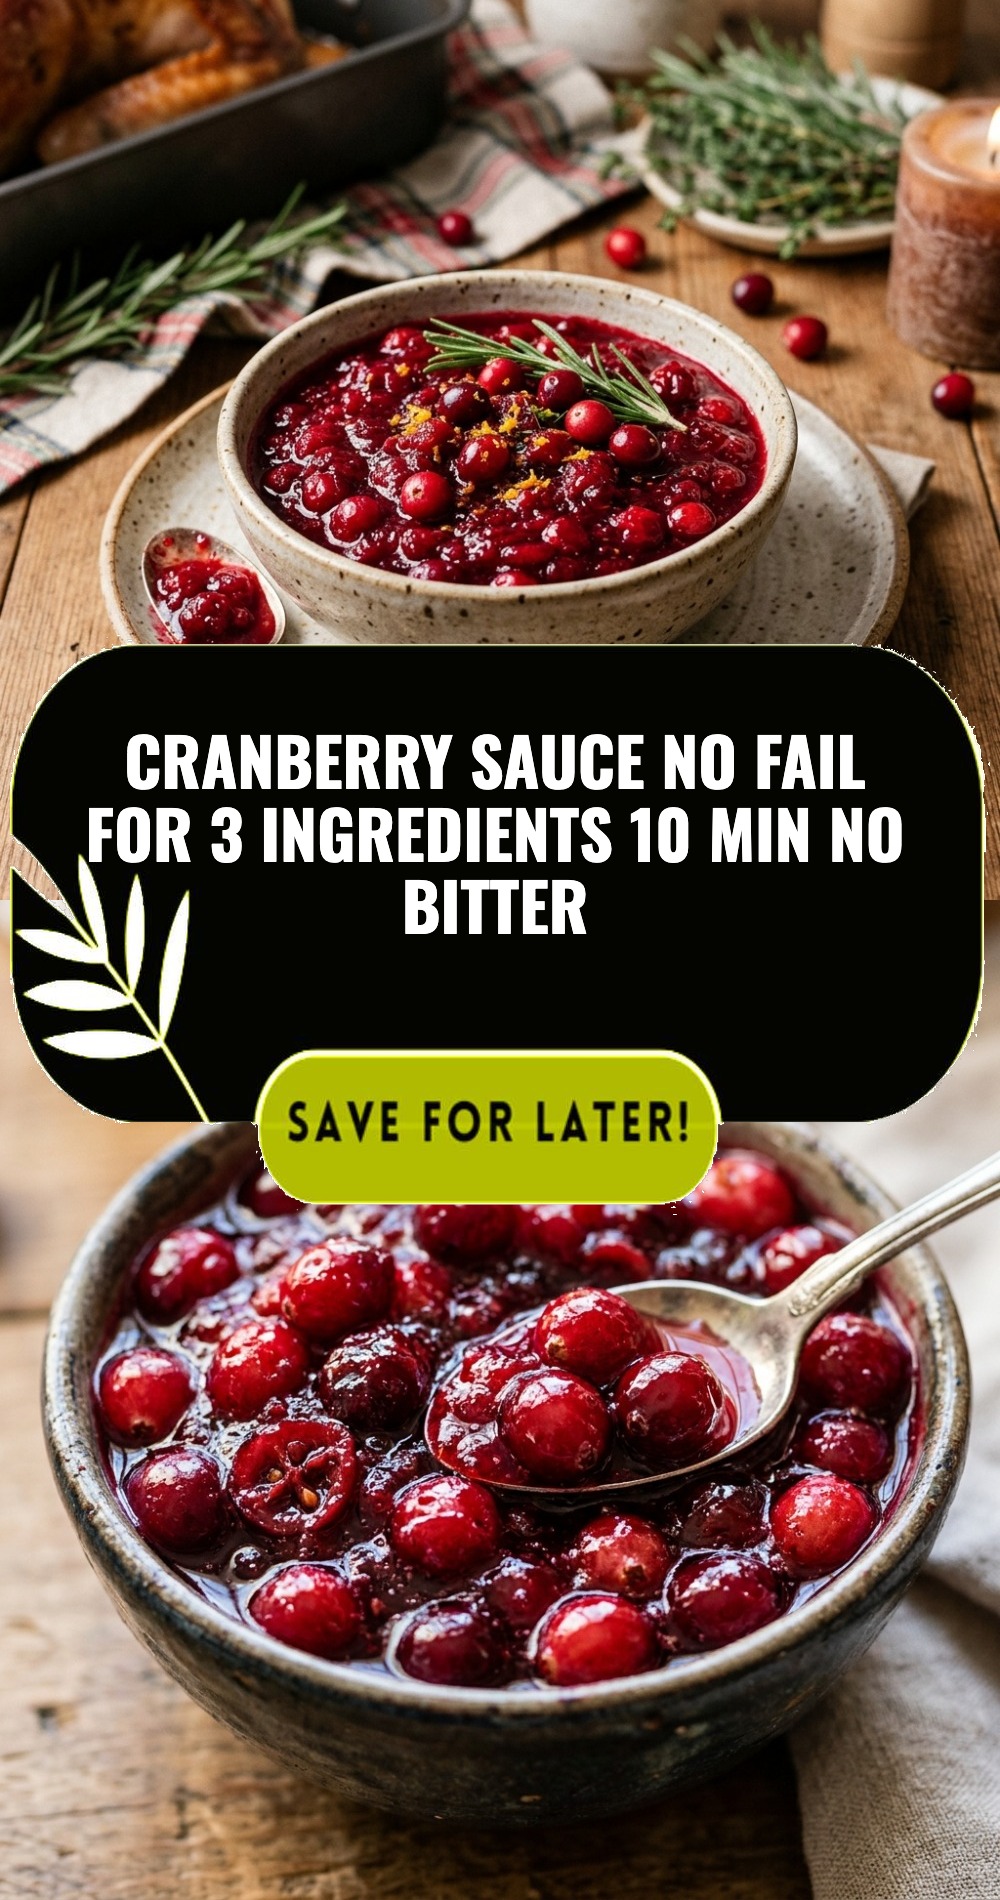 CRANBERRY SAUCE NO FAIL
FOR 3 INGREDIENTS 10 MIN NO
BITTER
SAVE FOR LATER!